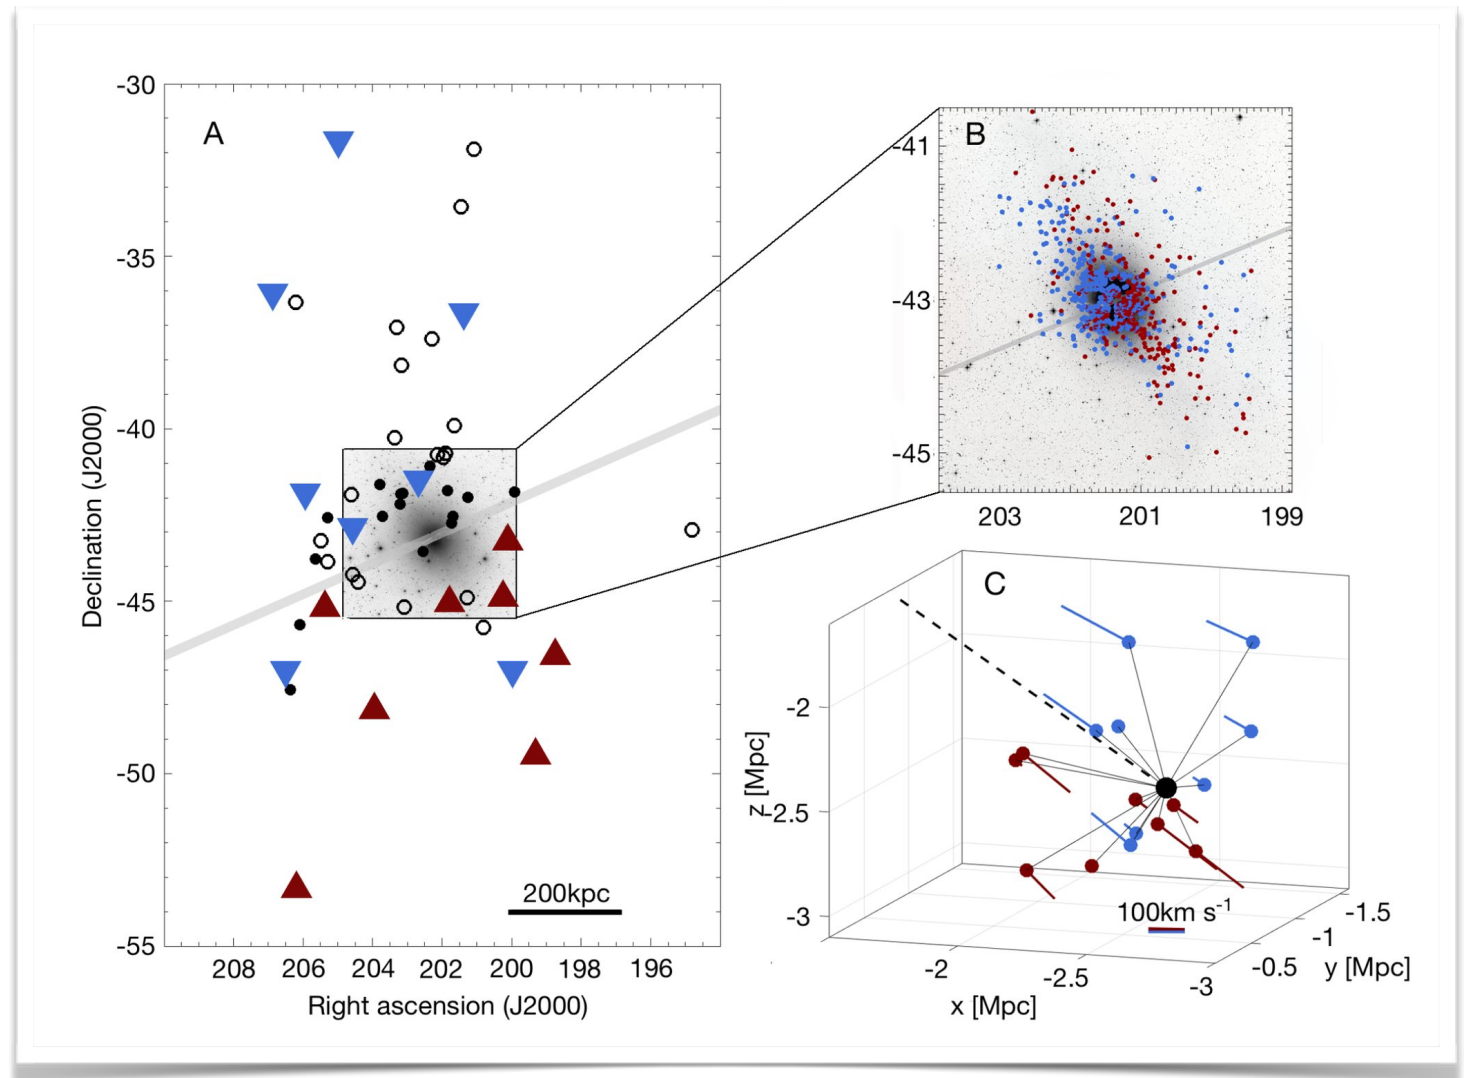 A
-30
-35
-40
-45
-50
-55
Declination (J2000)
200kpc
208 206 204 202 200 198 196
Right ascension (J2000)
B
-41
-43
-45
203 201 199
C
-2
-2.5
-3
z [Mpc]
100km s-1
-2 -2.5 -3
x [Mpc]
-1.5
-1
-0.5
y [Mpc]